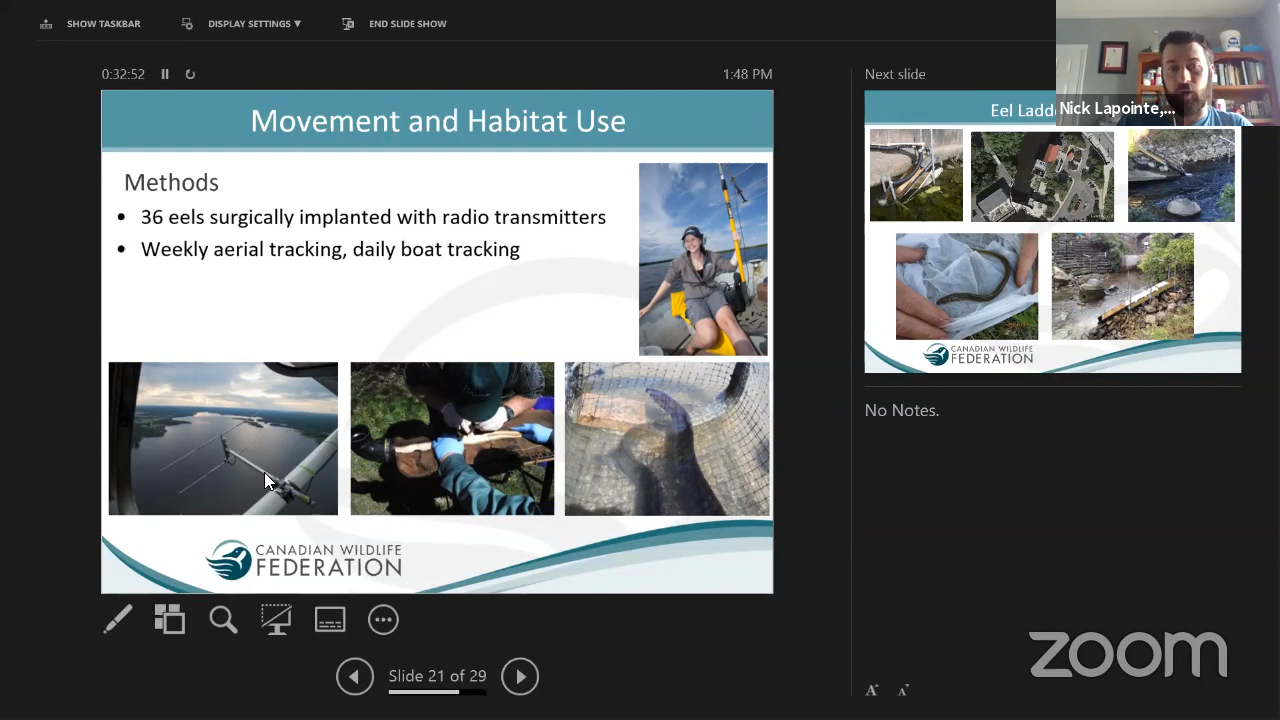 SHOW TASKBAR
DISPLAY SETTINGS ▼
END SLIDE SHOW
0:32:52
1:48 PM
Movement and Habitat Use
Methods
• 36 eels surgically implanted with radio transmitters
• Weekly aerial tracking, daily boat tracking
CANADIAN WILDLIFE
FEDERATION
Slide 21 of 29
Next slide
Nick Lapointe,...
Eel Ladd
CANADIAN WILDLIFE
FEDERATION
No Notes.
A A
zoom